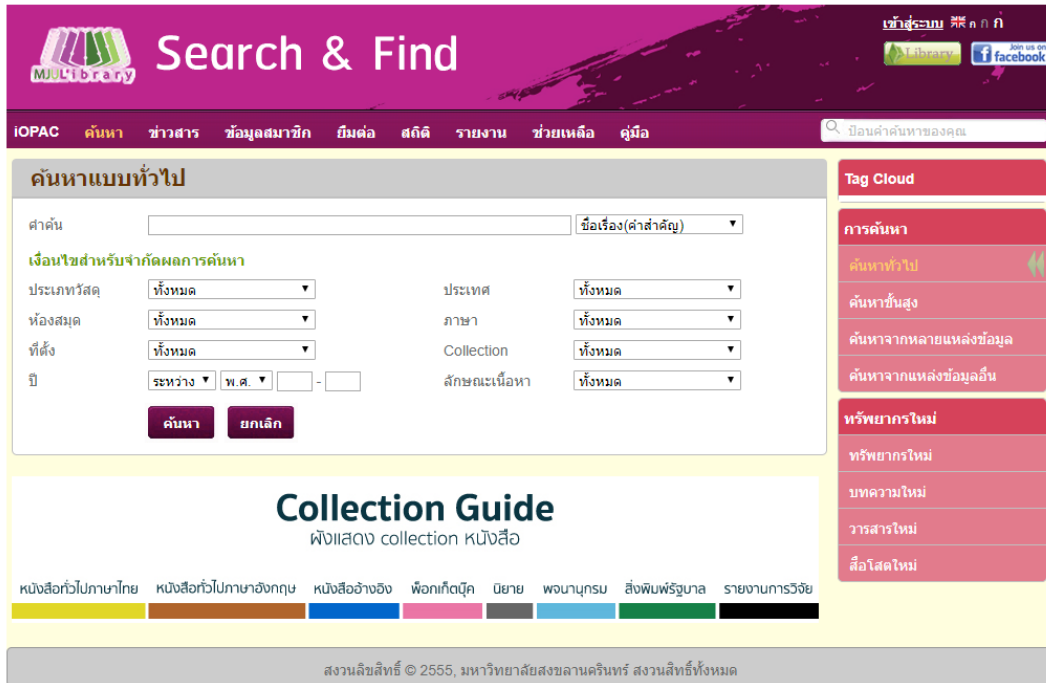 เข้าสู่ระบบ ก ก ก
MJU Library
Search & Find
Library
Join us on facebook
iOPAC ค้นหา ข่าวสาร ข้อมูลสมาชิก ยืมต่อ สถิติ รายงาน ช่วยเหลือ คู่มือ
ป้อนคำค้นหาของคุณ
ค้นหาแบบทั่วไป
คำค้น ชื่อเรื่อง(คำสำคัญ)
เงื่อนไขสำหรับจำกัดผลการค้นหา
ประเภทวัสดุ ทั้งหมด ประเทศ ทั้งหมด
ห้องสมุด ทั้งหมด ภาษา ทั้งหมด
ที่ตั้ง ทั้งหมด Collection ทั้งหมด
ปี ระหว่าง พ.ศ. - ลักษณะเนื้อหา ทั้งหมด
ค้นหา ยกเลิก
Tag Cloud
การค้นหา
ค้นหาทั่วไป
ค้นหาขั้นสูง
ค้นหาจากหลายแหล่งข้อมูล
ค้นหาจากแหล่งข้อมูลอื่น
ทรัพยากรใหม่
ทรัพยากรใหม่
บทความใหม่
วารสารใหม่
สื่อโสตใหม่
Collection Guide
ผังแสดง collection หนังสือ
หนังสือทั่วไปภาษาไทย หนังสือทั่วไปภาษาอังกฤษ หนังสืออ้างอิง พ็อกเก็ตบุ๊ค นิยาย พจนานุกรม สิ่งพิมพ์รัฐบาล รายงานการวิจัย
สงวนลิขสิทธิ์ © 2555, มหาวิทยาลัยสงขลานครินทร์ สงวนสิทธิ์ทั้งหมด